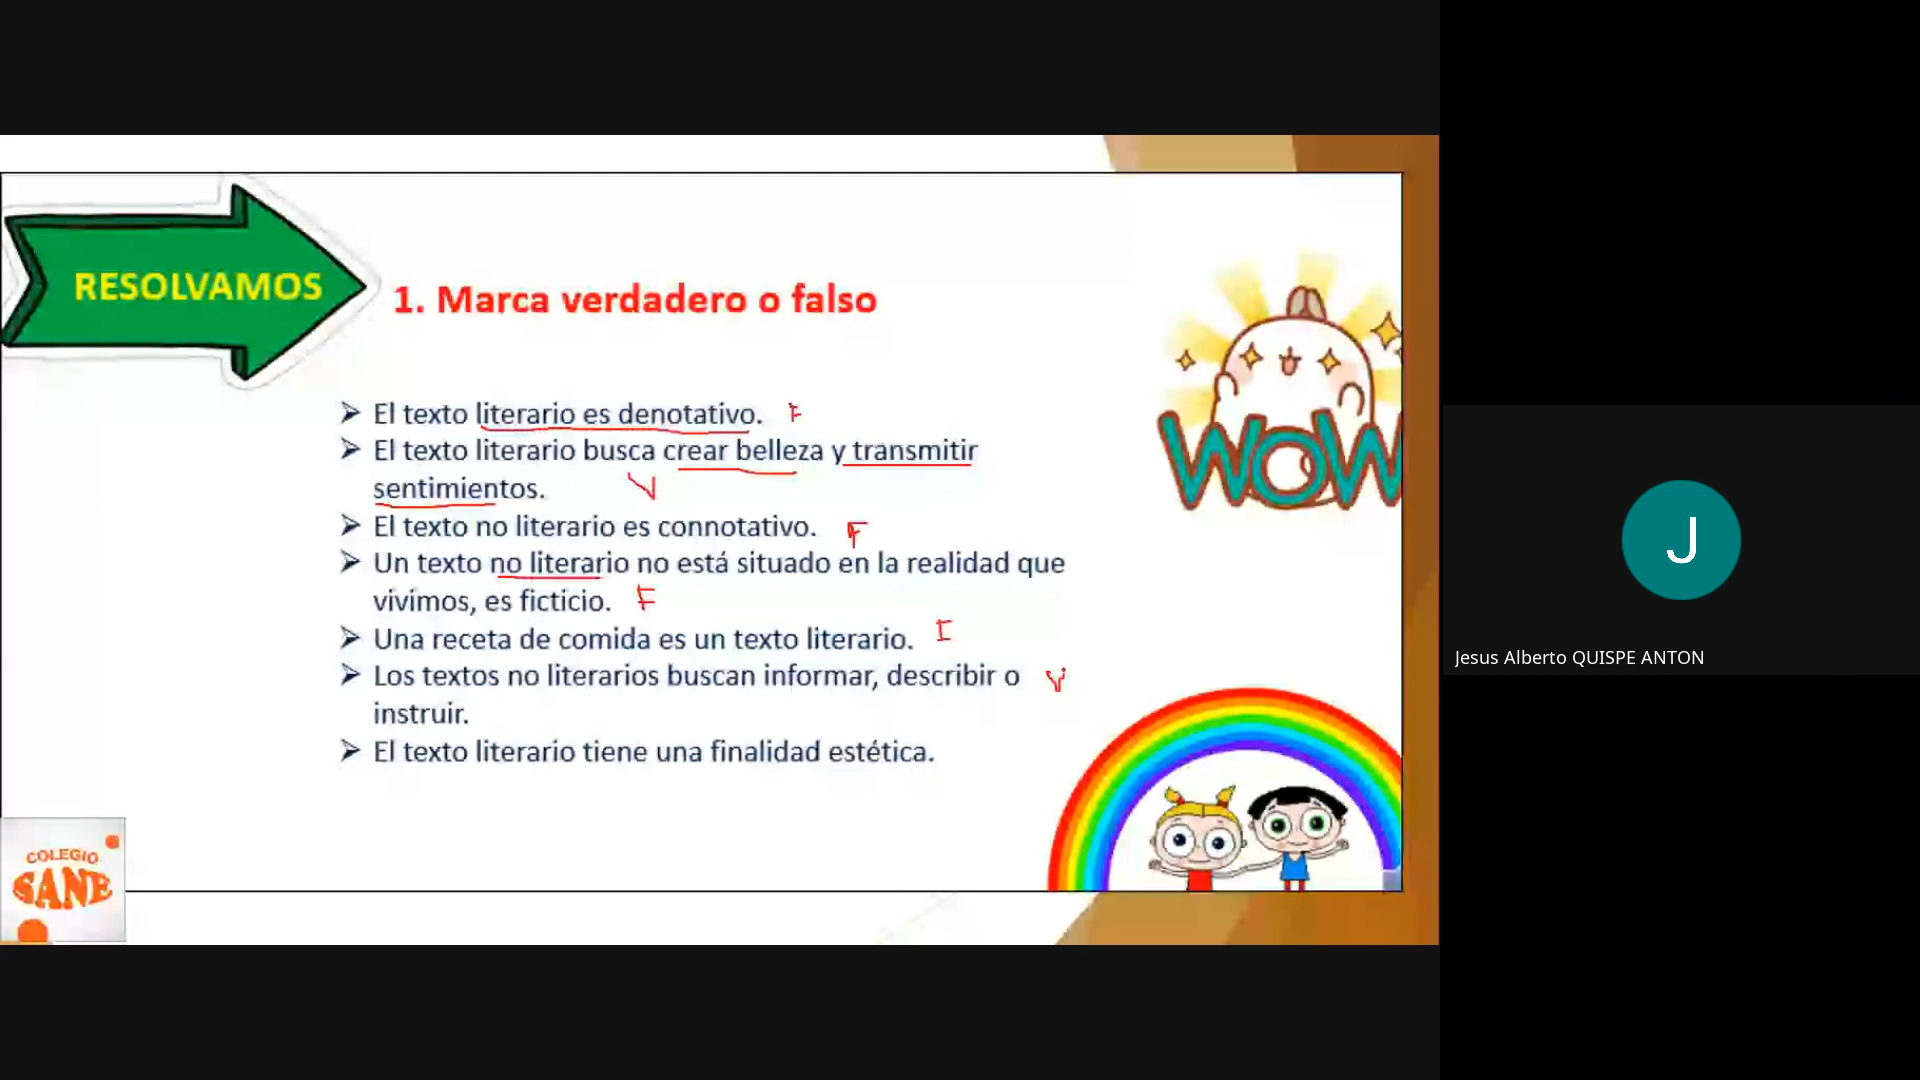 RESOLVAMOS
1. Marca verdadero o falso
WOW
➢ El texto literario es denotativo. F
➢ El texto literario busca crear belleza y transmitir
sentimientos. V
➢ El texto no literario es connotativo. F
➢ Un texto no literario no está situado en la realidad que
vivimos, es ficticio. F
➢ Una receta de comida es un texto literario.
➢ Los textos no literarios buscan informar, describir o V
instruir.
➢ El texto literario tiene una finalidad estética.
COLEGIO
SANE
J
Jesus Alberto QUISPE ANTON